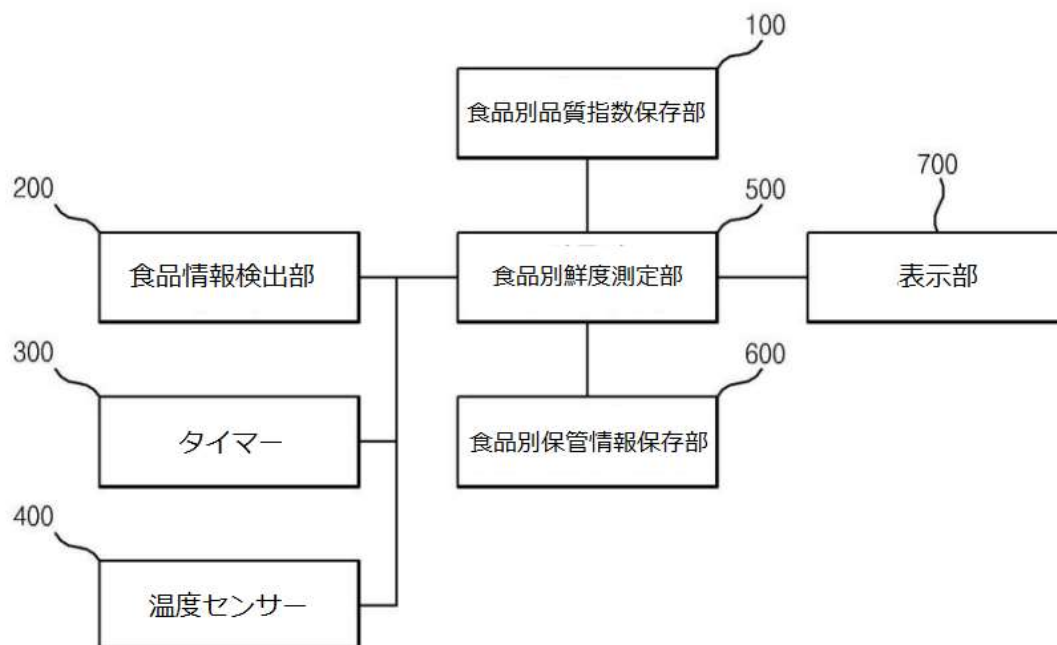 100
食品別品質指数保存部
200
食品情報検出部
500
食品別鮮度測定部
700
表示部
300
タイマー
600
食品別保管情報保存部
400
温度センサー